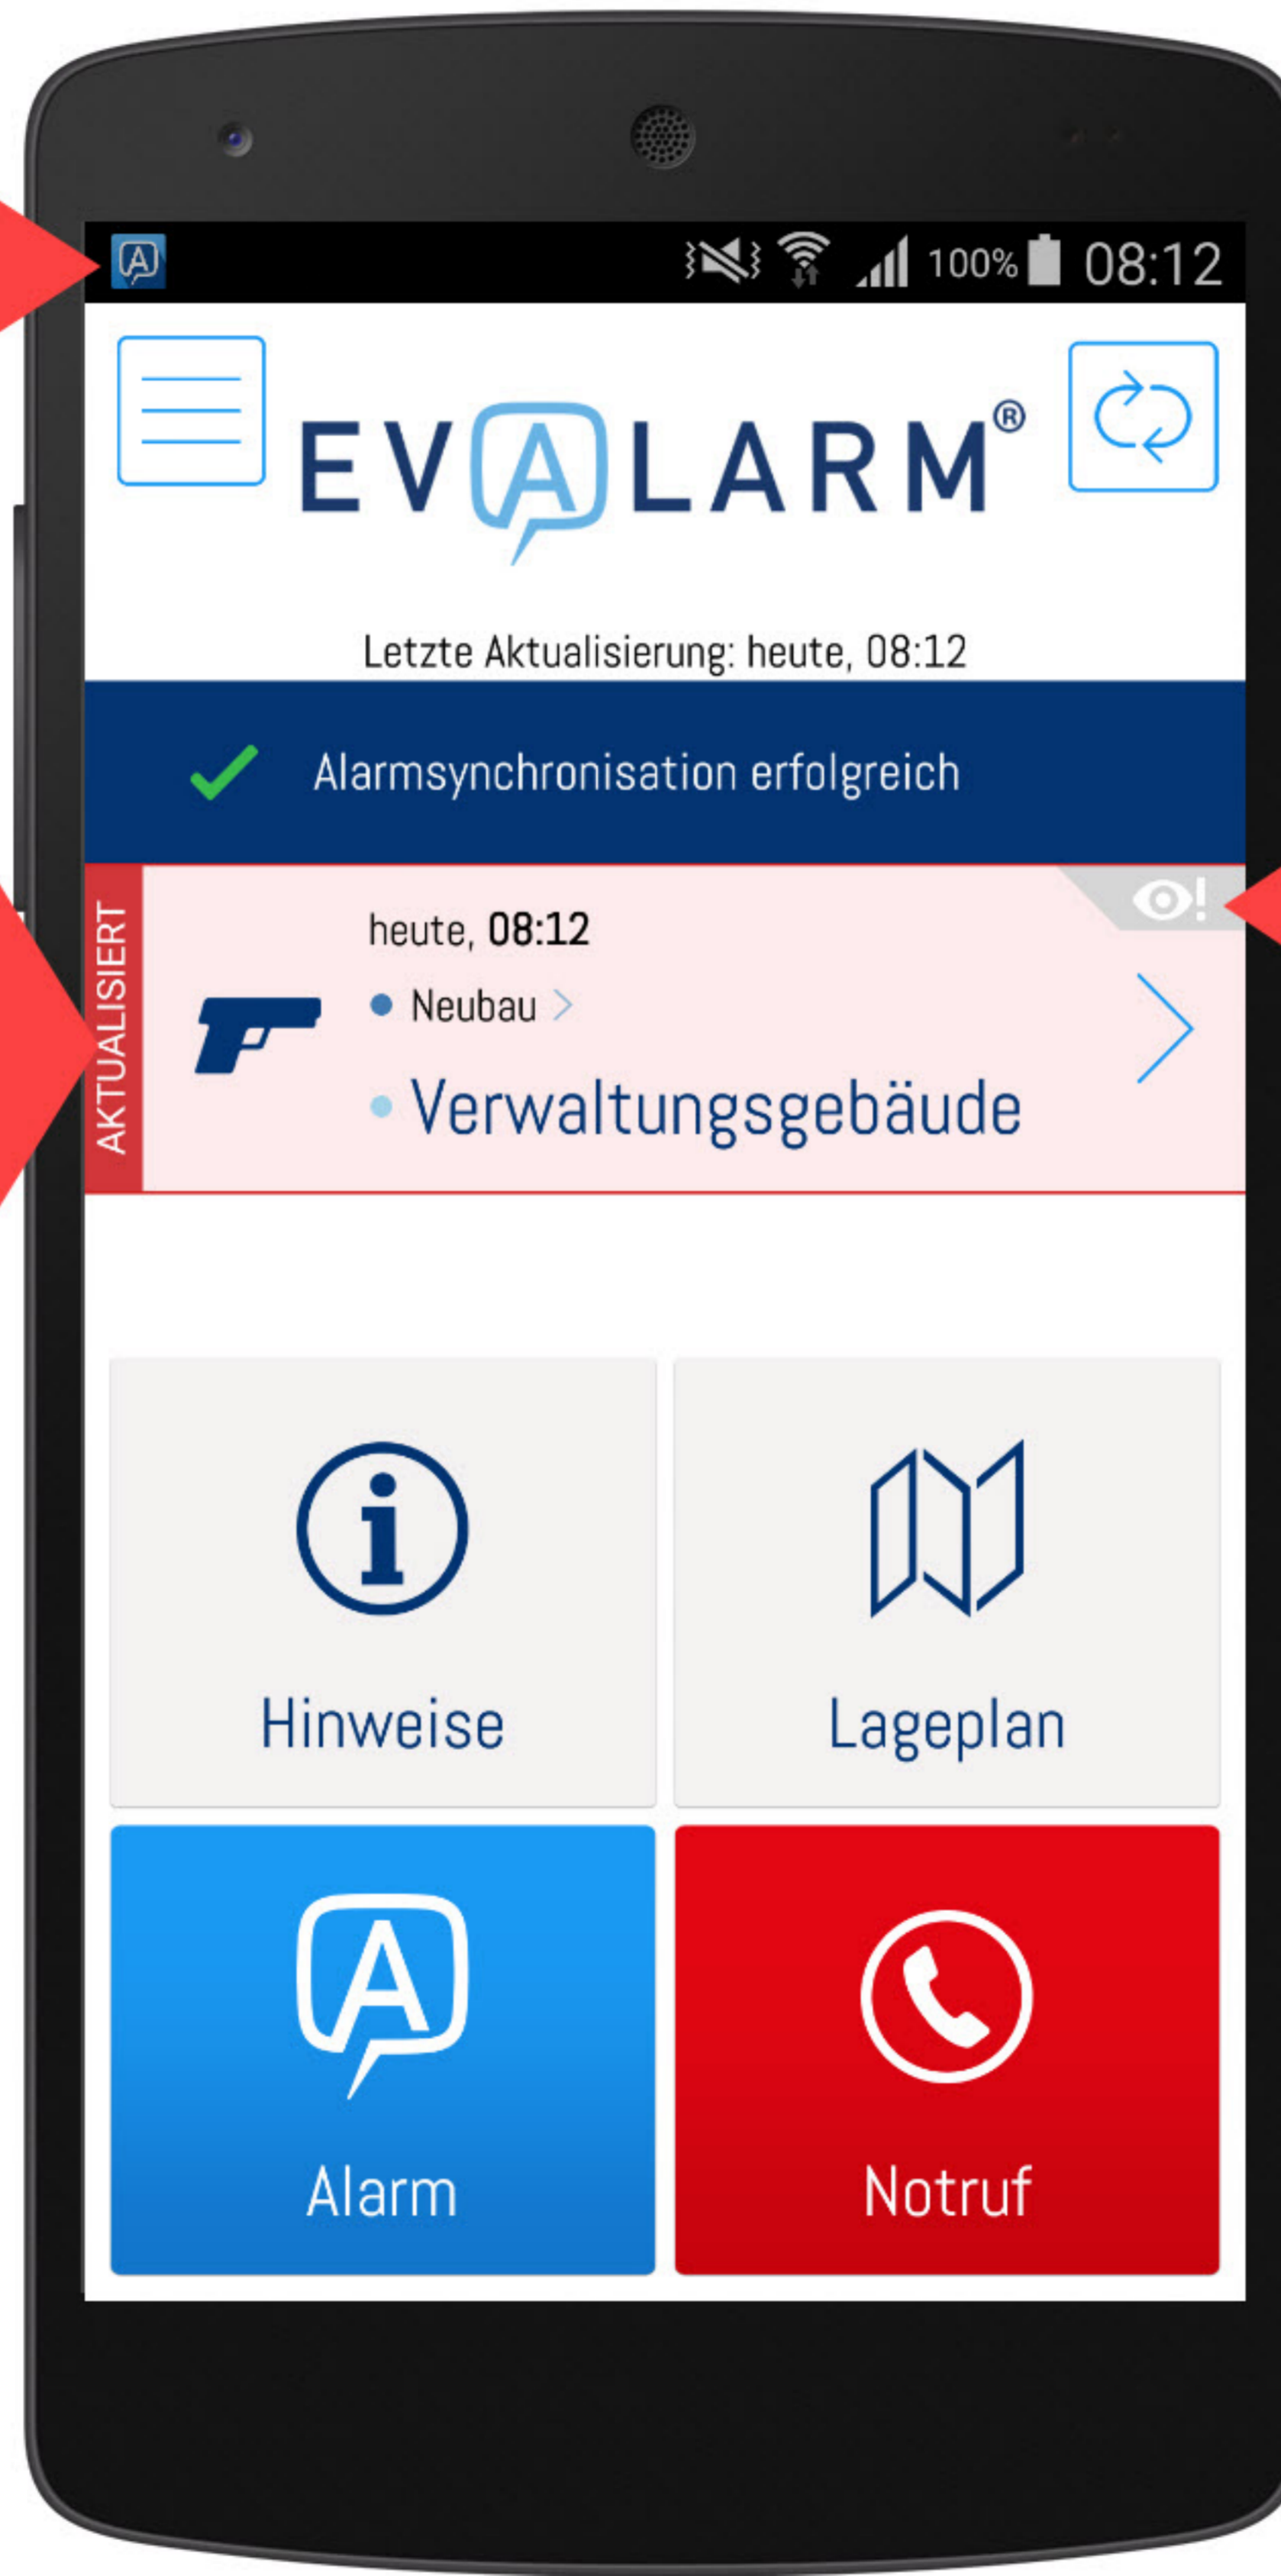 A
100% 08:12
EVALARM®
Letzte Aktualisierung: heute, 08:12
Alarmsynchronisation erfolgreich
AKTUALISIERT
heute, 08:12
Neubau >
Verwaltungsgebäude
Hinweise
Lageplan
A
Alarm
Notruf